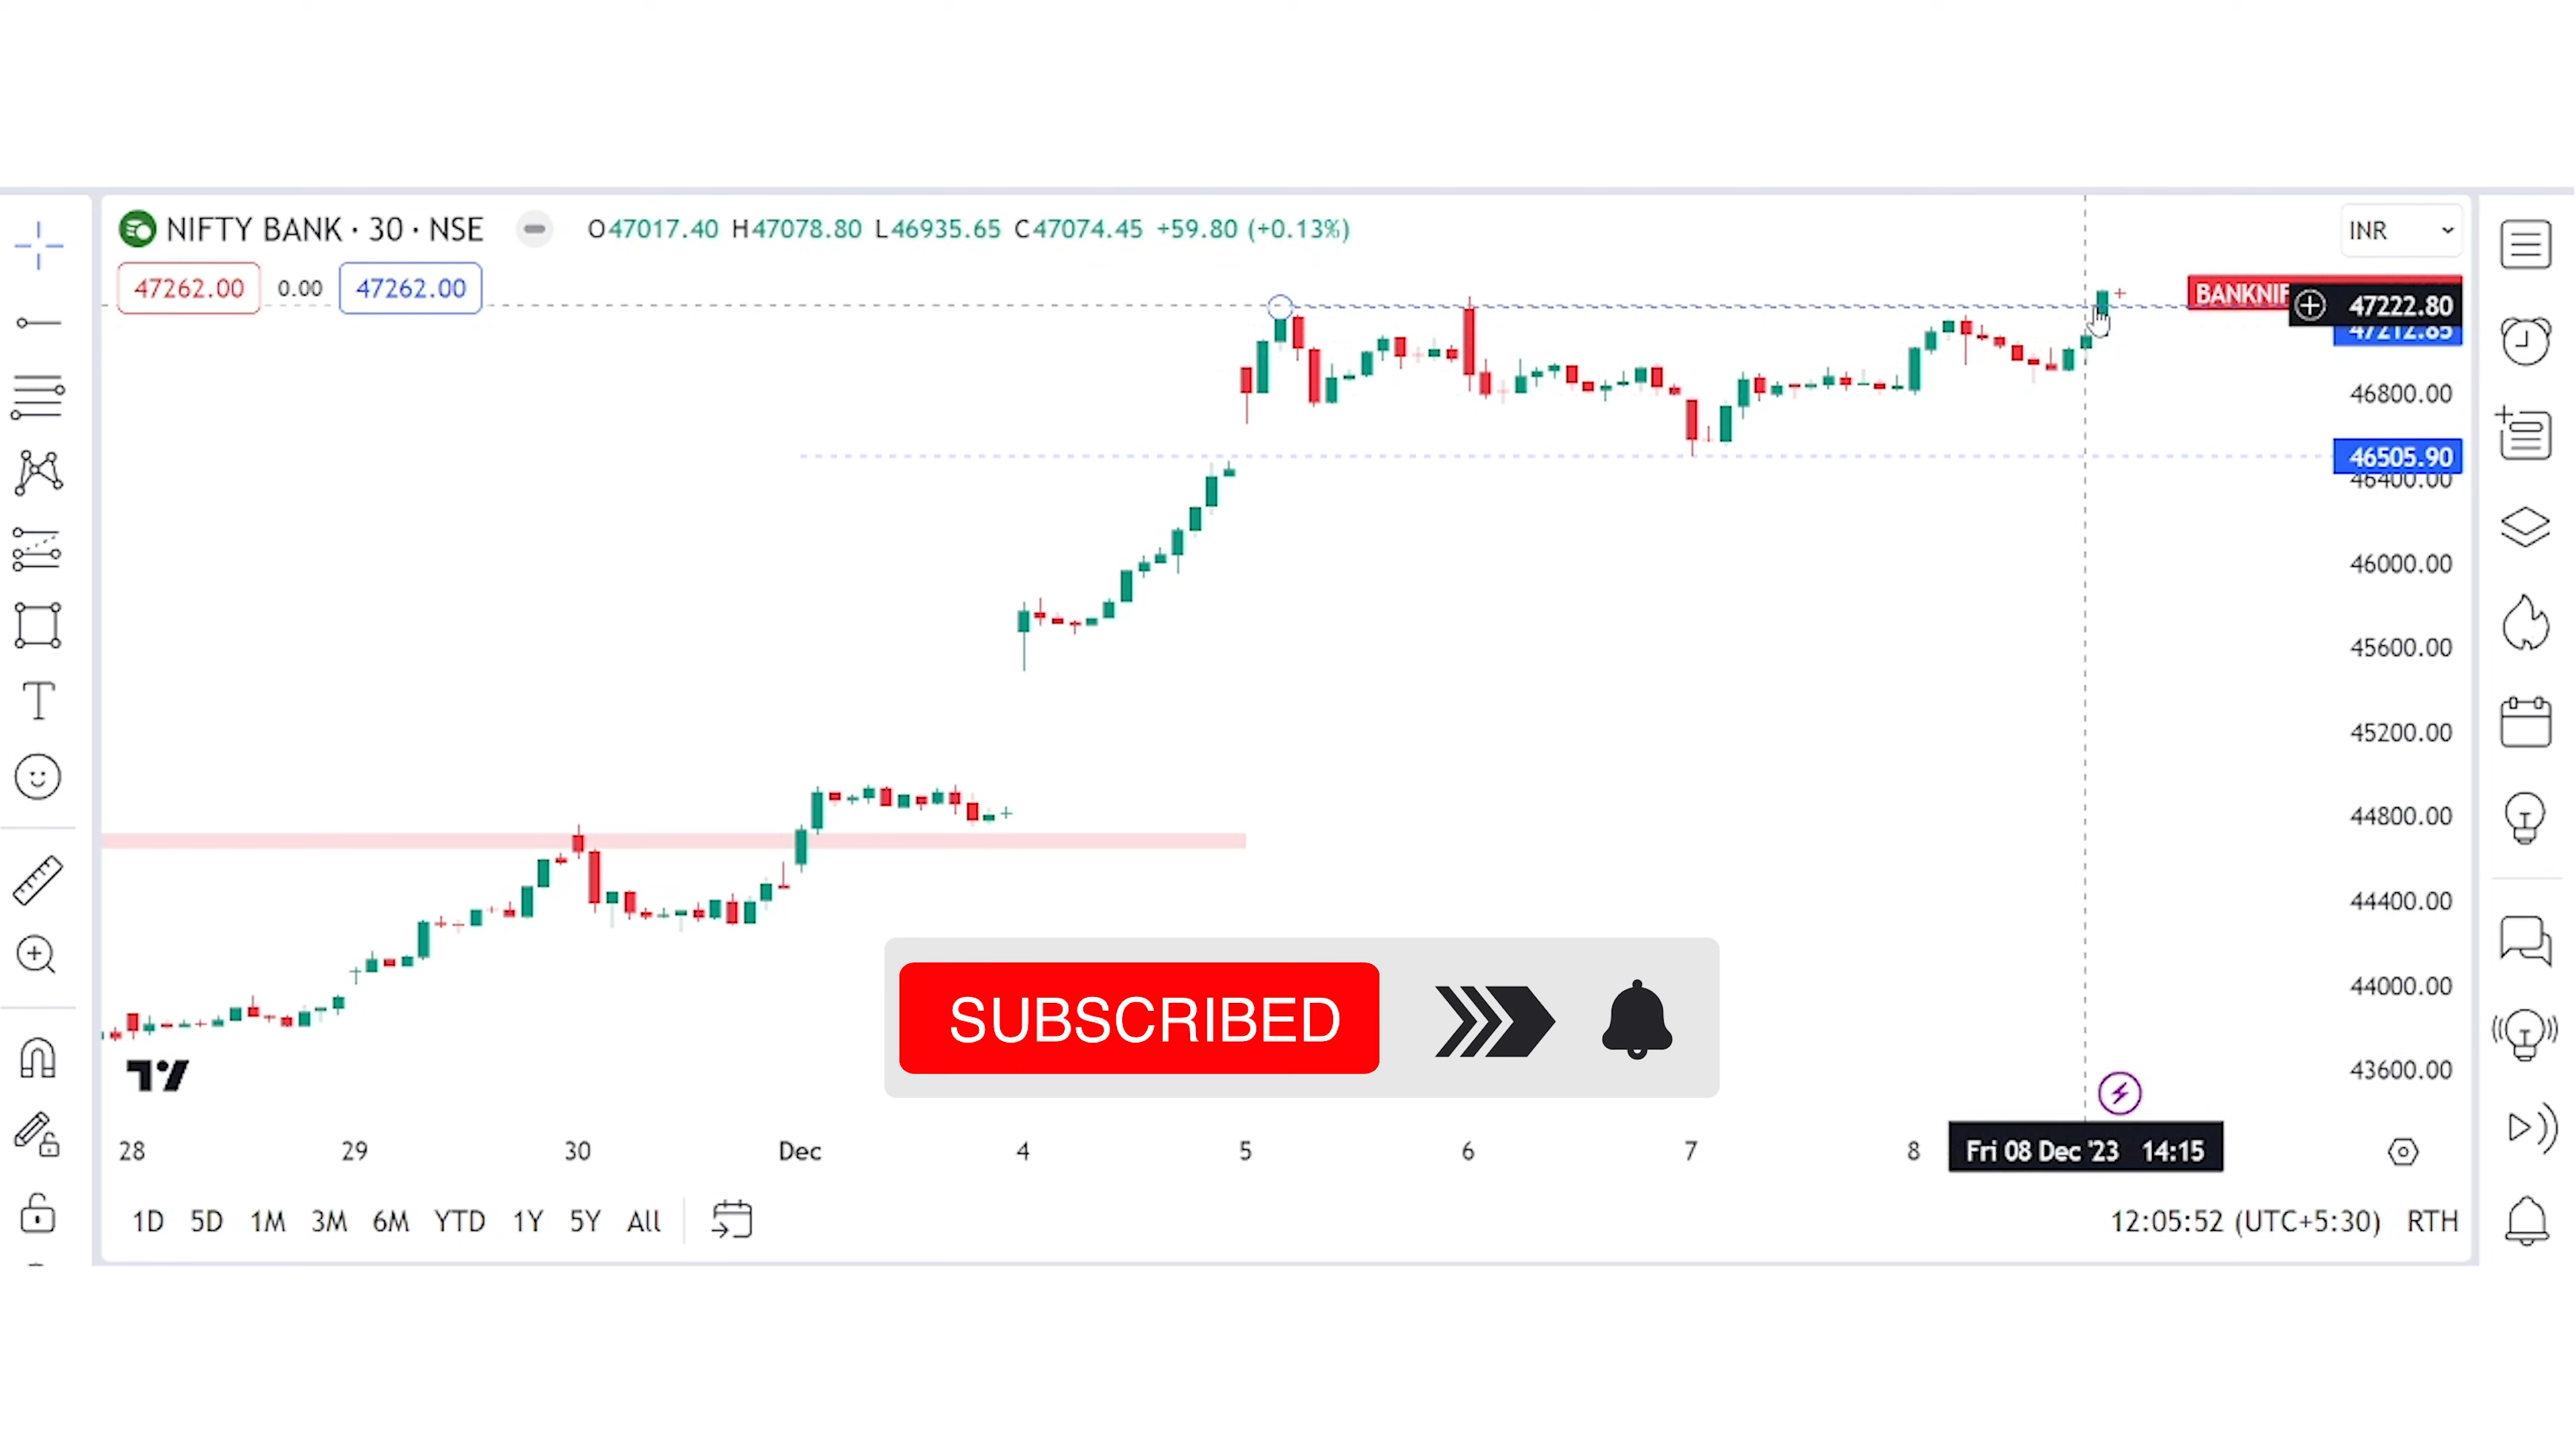 NIFTY BANK · 30 · NSE
O47017.40 H47078.80 L46935.65 C47074.45 +59.80 (+0.13%)
INR
47262.00 0.00 47262.00
BANKNIF
47222.80
47212.85
46800.00
46505.90
46400.00
46000.00
45600.00
45200.00
44800.00
44400.00
44000.00
43600.00
SUBSCRIBED
28 29 30 Dec 4 5 6 7 8 Fri 08 Dec '23 14:15
1D 5D 1M 3M 6M YTD 1Y 5Y All
12:05:52 (UTC+5:30) RTH